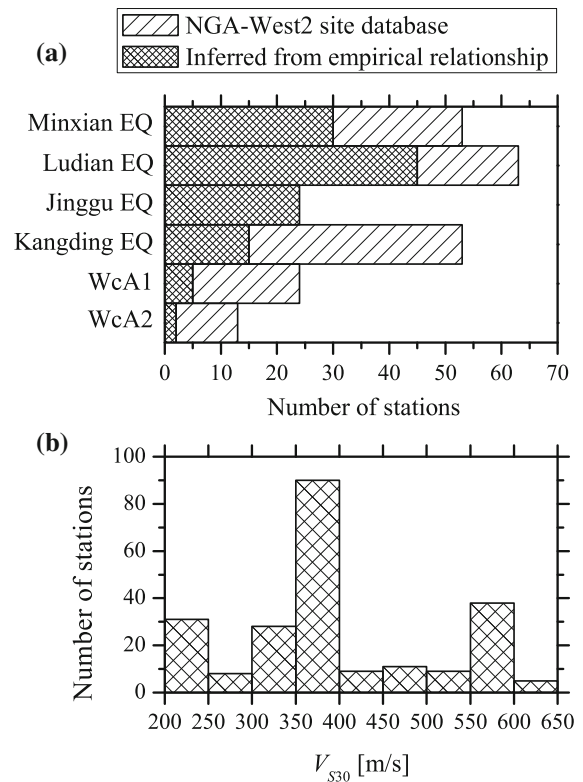 NGA-West2 site database
Inferred from empirical relationship
(a)
Minxian EQ
Ludian EQ
Jinggu EQ
Kangding EQ
WcA1
WcA2
0 10 20 30 40 50 60 70
Number of stations
(b)
100
80
60
40
20
0
Number of stations
200 250 300 350 400 450 500 550 600 650
V_{S30} [m/s]